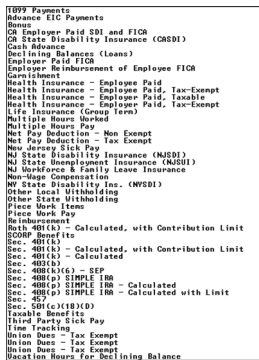 1099 Payments
Advance EIC Payments
Bonus
CA Employer Paid SDI and FICA
CA State Disability Insurance (CASDI)
Cash Advance
Declining Balances (Loans)
Employer Paid FICA
Employer Reimbursement of Employee FICA
Garnishment
Health Insurance - Employee Paid
Health Insurance - Employee Paid, Tax-Exempt
Health Insurance - Employer Paid, Taxable
Health Insurance - Employer Paid, Tax-Exempt
Life Insurance (Group Term)
Multiple Hours Worked
Multiple Hours Pay
Net Pay Deduction - Non Exempt
Net Pay Deduction - Tax Exempt
New Jersey Sick Pay
NJ State Disability Insurance (NJSDI)
NJ State Unemployment Insurance (NJSUI)
NJ Workforce & Family Leave Insurance
Non-Wage Compensation
NY State Disability Ins. (NYSDI)
Other Local Withholding
Other State Withholding
Piece Work Items
Piece Work Pay
Reimbursement
Roth 401(k) - Calculated, with Contribution Limit
SCORP Benefits
Sec. 401(k)
Sec. 401(k) - Calculated, with Contribution Limit
Sec. 401(k) - Calculated
Sec. 403(b)
Sec. 408(k)(6) - SEP
Sec. 408(p) SIMPLE IRA
Sec. 408(p) SIMPLE IRA - Calculated
Sec. 408(p) SIMPLE IRA - Calculated with Limit
Sec. 457
Sec. 501(c)(18)(D)
Taxable Benefits
Third Party Sick Pay
Time Tracking
Union Dues - Tax Exempt
Union Dues - Tax Exempt
Union Dues - Tax Exempt
Vacation Hours for Declining Balance